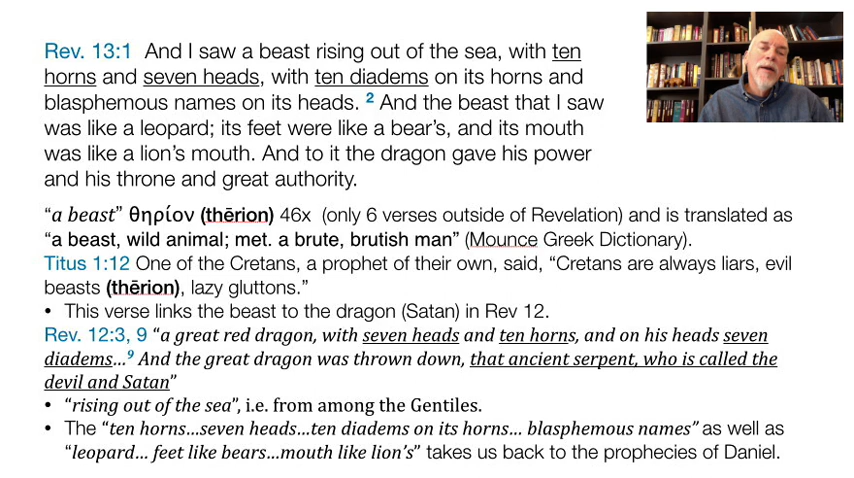 Rev. 13:1 And I saw a beast rising out of the sea, with ten
horns and seven heads, with ten diadems on its horns and
blasphemous names on its heads. 2 And the beast that I saw
was like a leopard; its feet were like a bear’s, and its mouth
was like a lion’s mouth. And to it the dragon gave his power
and his throne and great authority.
“a beast” θηρίον (thērion) 46x (only 6 verses outside of Revelation) and is translated as
“a beast, wild animal; met. a brute, brutish man” (Mounce Greek Dictionary).
Titus 1:12 One of the Cretans, a prophet of their own, said, “Cretans are always liars, evil
beasts (thērion), lazy gluttons.”
• This verse links the beast to the dragon (Satan) in Rev 12.
Rev. 12:3, 9 “a great red dragon, with seven heads and ten horns, and on his heads seven
diadems…9 And the great dragon was thrown down, that ancient serpent, who is called the
devil and Satan”
• “rising out of the sea”, i.e. from among the Gentiles.
• The “ten horns…seven heads…ten diadems on its horns… blasphemous names” as well as
“leopard… feet like bears…mouth like lion’s” takes us back to the prophecies of Daniel.